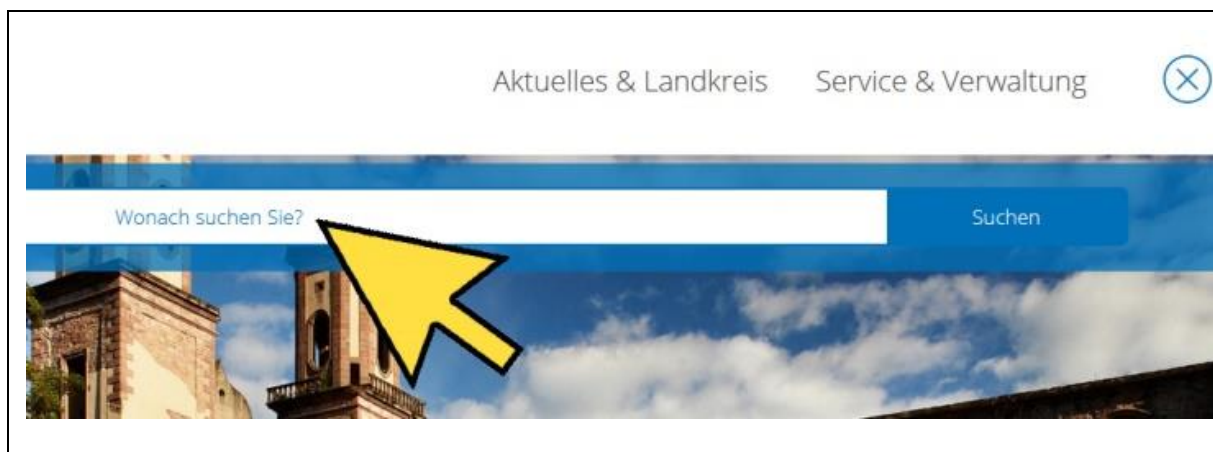 Aktuelles & Landkreis Service & Verwaltung
Wonach suchen Sie? Suchen